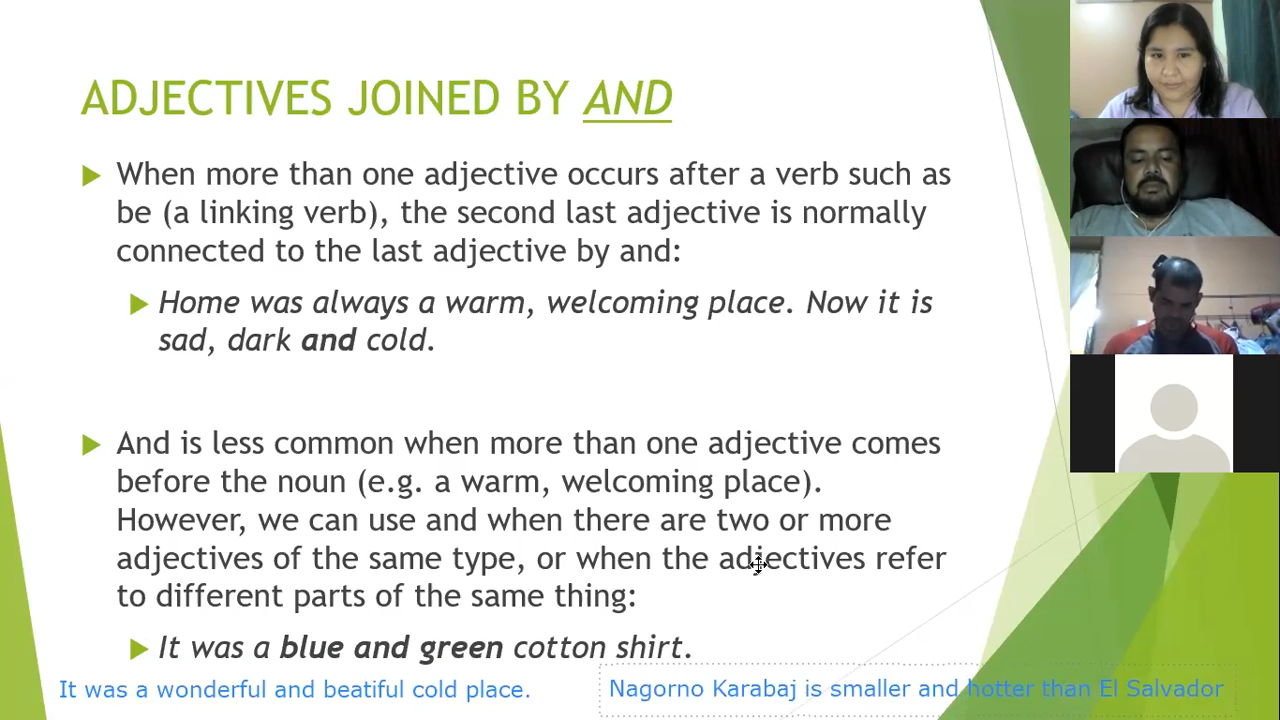 ADJECTIVES JOINED BY AND
When more than one adjective occurs after a verb such as
be (a linking verb), the second last adjective is normally
connected to the last adjective by and:
Home was always a warm, welcoming place. Now it is
sad, dark and cold.
And is less common when more than one adjective comes
before the noun (e.g. a warm, welcoming place).
However, we can use and when there are two or more
adjectives of the same type, or when the adjectives refer
to different parts of the same thing:
It was a blue and green cotton shirt.
It was a wonderful and beatiful cold place.
Nagorno Karabaj is smaller and hotter than El Salvador